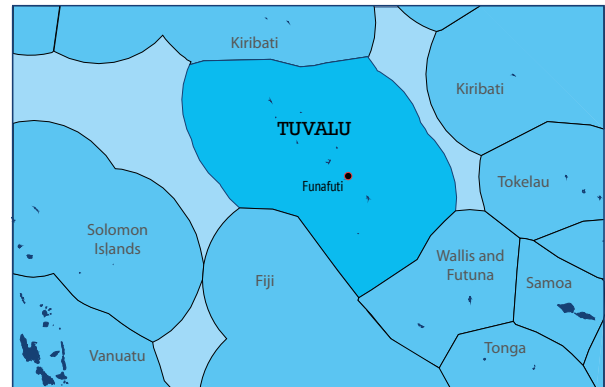 Kiribati
Kiribati
TUVALU
Funafuti
Tokelau
Solomon
Islands
Fiji
Wallis and
Futuna
Samoa
Vanuatu
Tonga